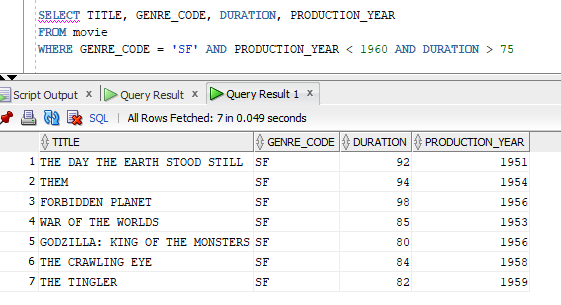 SELECT TITLE, GENRE_CODE, DURATION, PRODUCTION_YEAR
FROM movie
WHERE GENRE_CODE = 'SF' AND PRODUCTION_YEAR < 1960 AND DURATION > 75
Script Output x Query Result x Query Result 1 x
SQL | All Rows Fetched: 7 in 0.049 seconds
TITLE GENRE_CODE DURATION PRODUCTION_YEAR
1 THE DAY THE EARTH STOOD STILL SF 92 1951
2 THEM SF 94 1954
3 FORBIDDEN PLANET SF 98 1956
4 WAR OF THE WORLDS SF 85 1953
5 GODZILLA: KING OF THE MONSTERS SF 80 1956
6 THE CRAWLING EYE SF 84 1958
7 THE TINGLER SF 82 1959